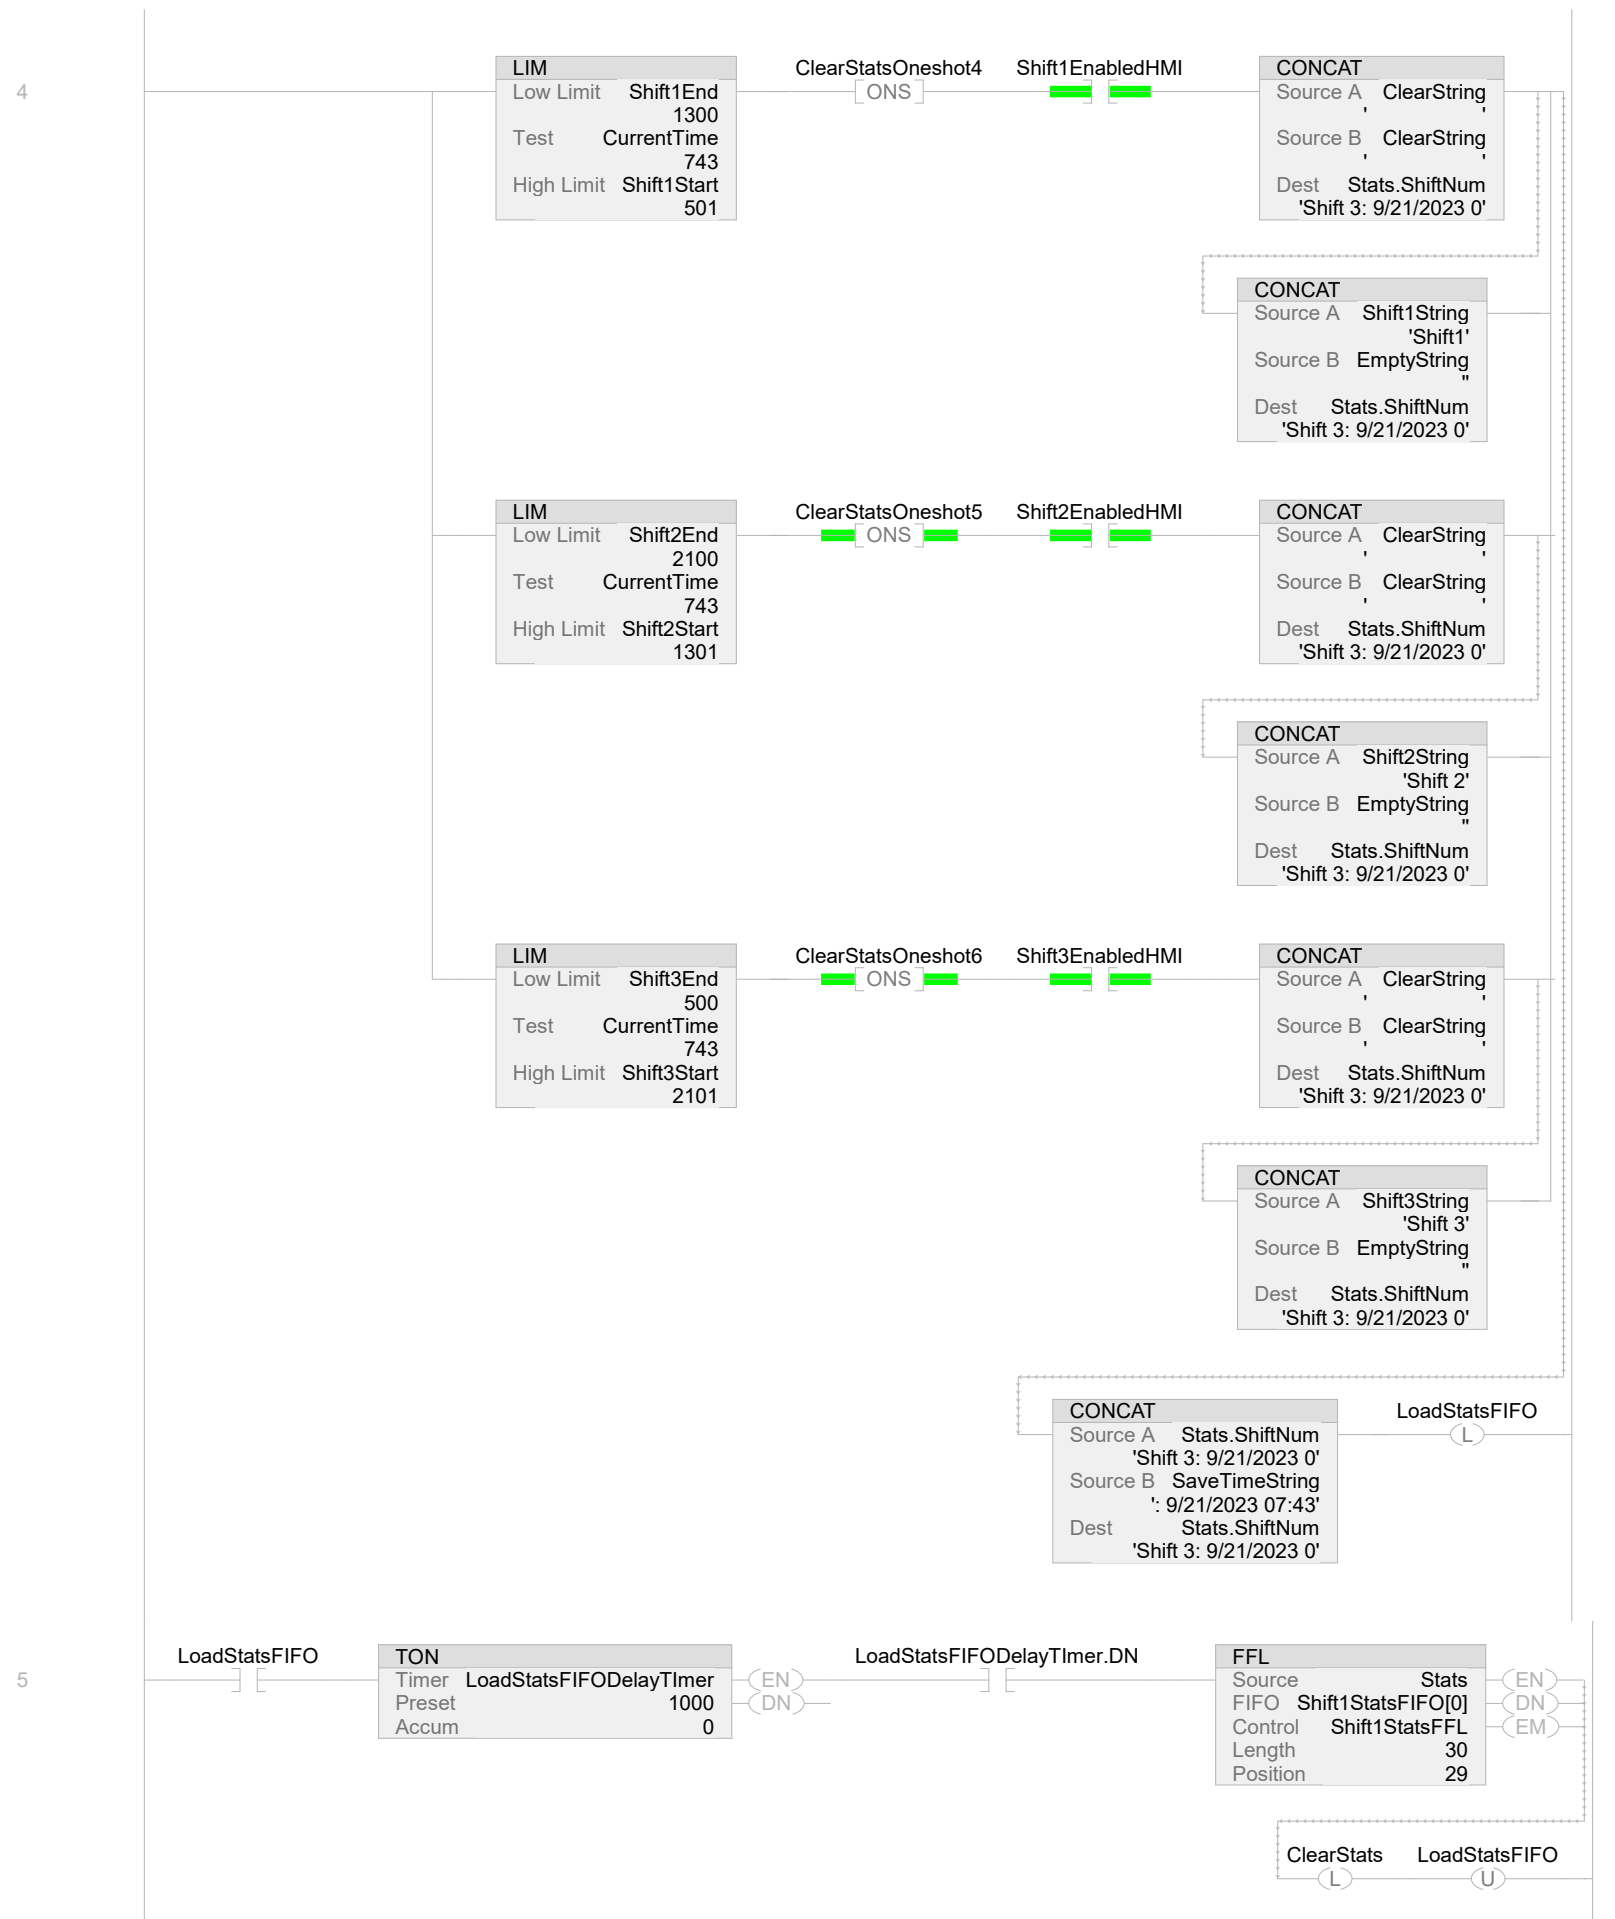 4
LIM
Low Limit Shift1End
1300
Test CurrentTime
743
High Limit Shift1Start
501
ClearStatsOneshot4
ONS
Shift1EnabledHMI
CONCAT
Source A ClearString
' '
Source B ClearString
' '
Dest Stats.ShiftNum
'Shift 3: 9/21/2023 0'
CONCAT
Source A Shift1String
'Shift1'
Source B EmptyString
''
Dest Stats.ShiftNum
'Shift 3: 9/21/2023 0'
LIM
Low Limit Shift2End
2100
Test CurrentTime
743
High Limit Shift2Start
1301
ClearStatsOneshot5
ONS
Shift2EnabledHMI
CONCAT
Source A ClearString
' '
Source B ClearString
' '
Dest Stats.ShiftNum
'Shift 3: 9/21/2023 0'
CONCAT
Source A Shift2String
'Shift 2'
Source B EmptyString
''
Dest Stats.ShiftNum
'Shift 3: 9/21/2023 0'
LIM
Low Limit Shift3End
500
Test CurrentTime
743
High Limit Shift3Start
2101
ClearStatsOneshot6
ONS
Shift3EnabledHMI
CONCAT
Source A ClearString
' '
Source B ClearString
' '
Dest Stats.ShiftNum
'Shift 3: 9/21/2023 0'
CONCAT
Source A Shift3String
'Shift 3'
Source B EmptyString
''
Dest Stats.ShiftNum
'Shift 3: 9/21/2023 0'
CONCAT
Source A Stats.ShiftNum
'Shift 3: 9/21/2023 0'
Source B SaveTimeString
': 9/21/2023 07:43'
Dest Stats.ShiftNum
'Shift 3: 9/21/2023 0'
LoadStatsFIFO
L
5
LoadStatsFIFO
TON
Timer LoadStatsFIFODelayTImer
Preset 1000
Accum 0
EN
DN
LoadStatsFIFODelayTImer.DN
FFL
Source Stats
FIFO Shift1StatsFIFO[0]
Control Shift1StatsFFL
Length 30
Position 29
EN
DN
EM
ClearStats
L
LoadStatsFIFO
U